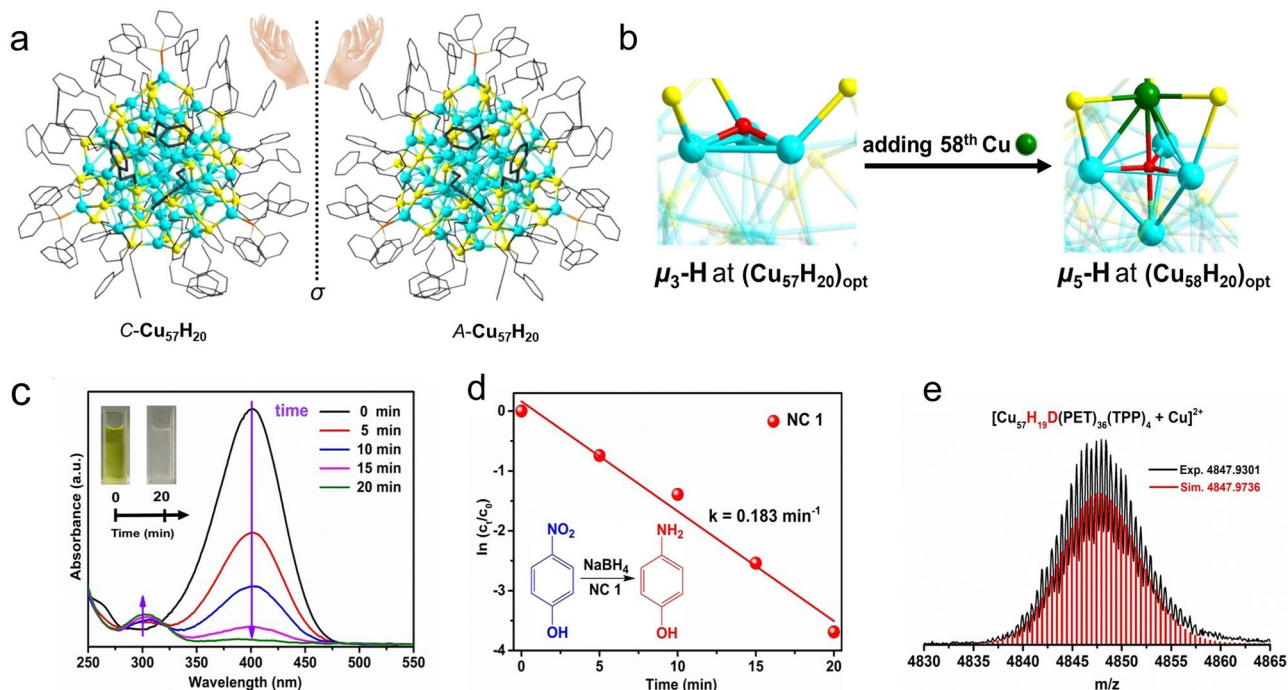 a
σ
C-Cu₅₇H₂₀
A-Cu₅₇H₂₀
b
adding 58ᵗʰ Cu
μ₃-H at (Cu₅₇H₂₀)ₒₚₜ
μ₅-H at (Cu₅₈H₂₀)ₒₚₜ
c
Absorbance (a.u.)
time
0 min
5 min
10 min
15 min
20 min
0 20
Time (min)
250 300 350 400 450 500 550
Wavelength (nm)
d
ln (cₜ/c₀)
0
-1
-2
-3
-4
NC 1
k = 0.183 min⁻¹
NO₂
OH
NaBH₄
NC 1
NH₂
OH
0 5 10 15 20
Time (min)
e
[Cu₅₇H₁₉D(PET)₃₆(TPP)₄ + Cu]²⁺
Exp. 4847.9301
Sim. 4847.9736
4830 4840 4845 4850 4855 4860 4865
m/z